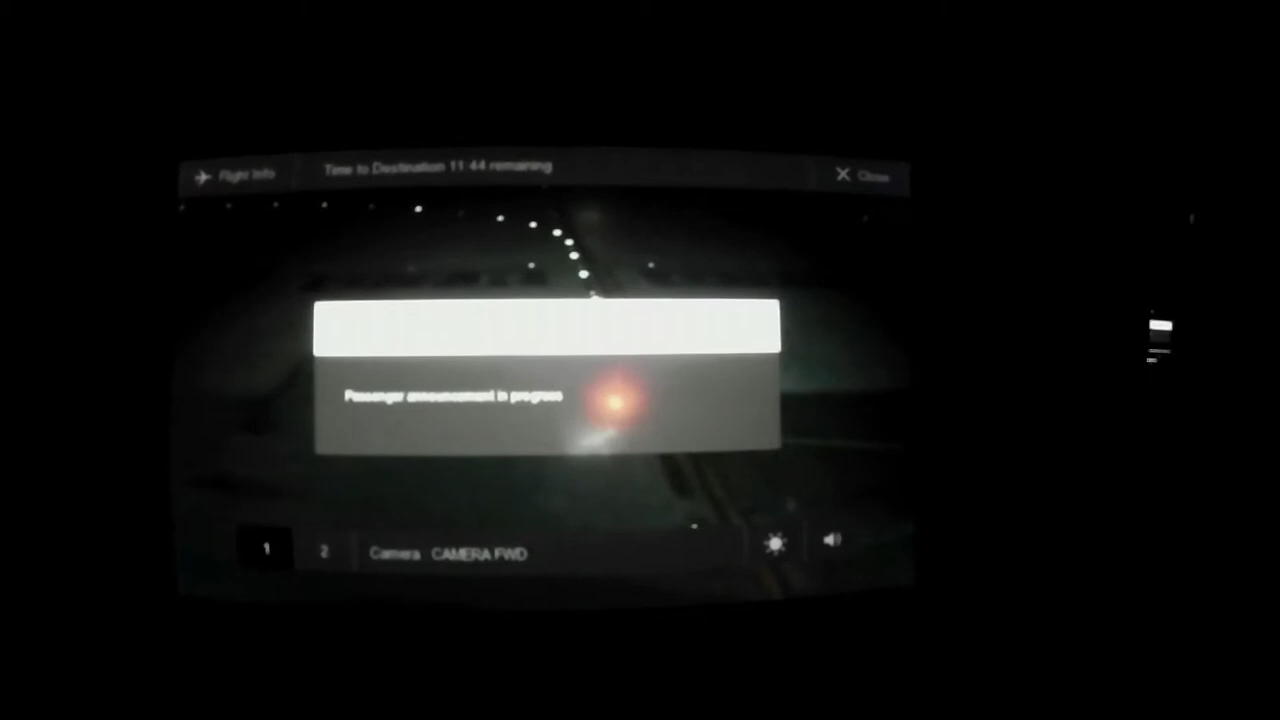 Flight Info
Time to Destination 11:44 remaining
Close
Passenger announcement in progress
1
2
Camera CAMERA FWD